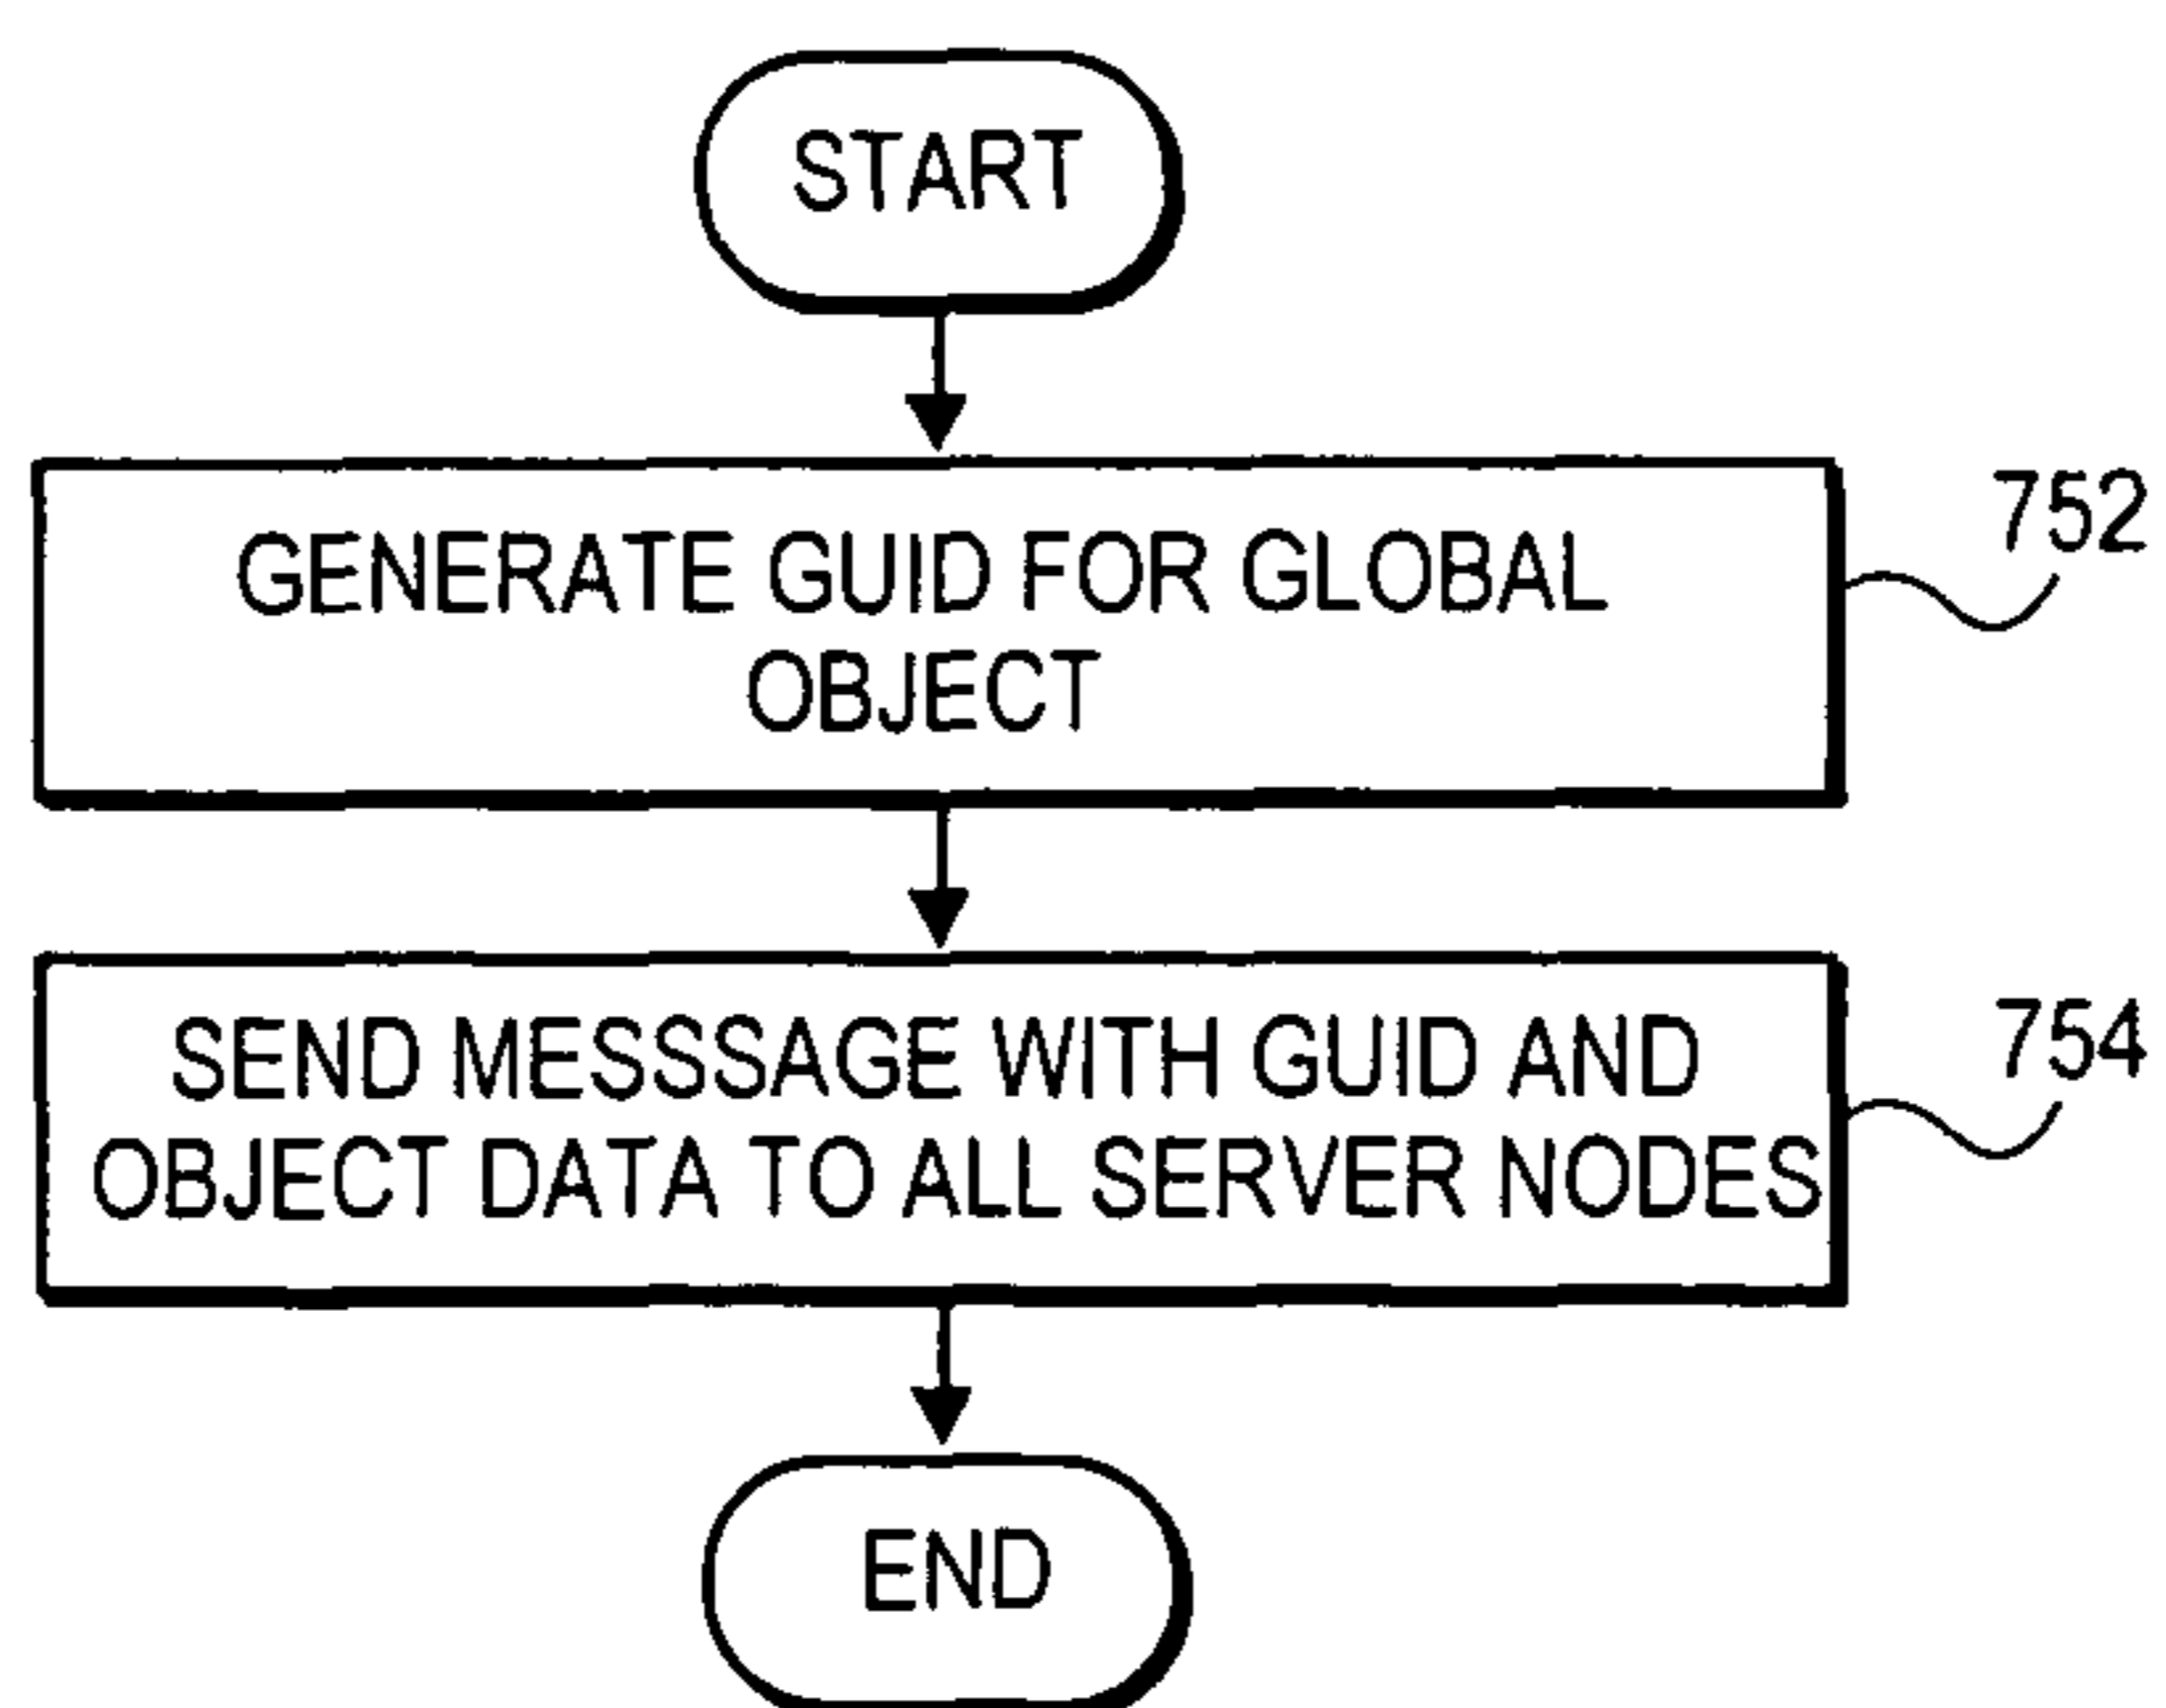 START
GENERATE GUID FOR GLOBAL
OBJECT
752
SEND MESSSAGE WITH GUID AND
OBJECT DATA TO ALL SERVER NODES
754
END